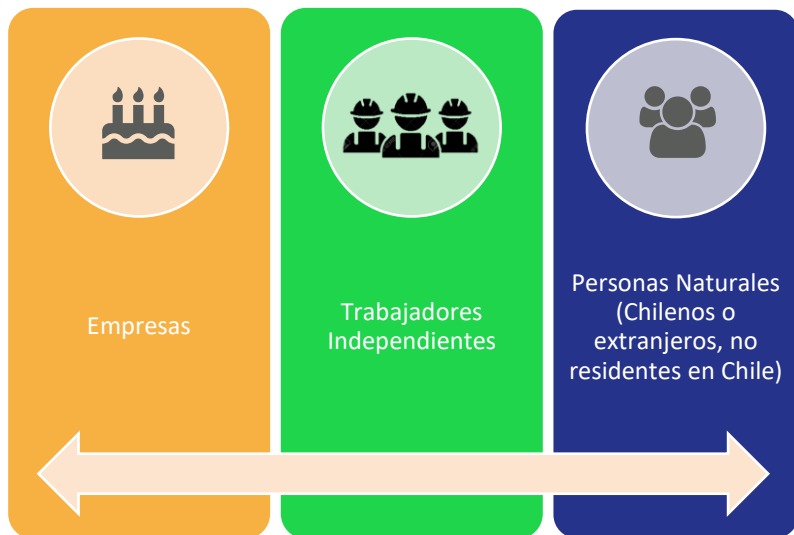 Empresas
Trabajadores
Independientes
Personas Naturales
(Chilenos o
extranjeros, no
residentes en Chile)